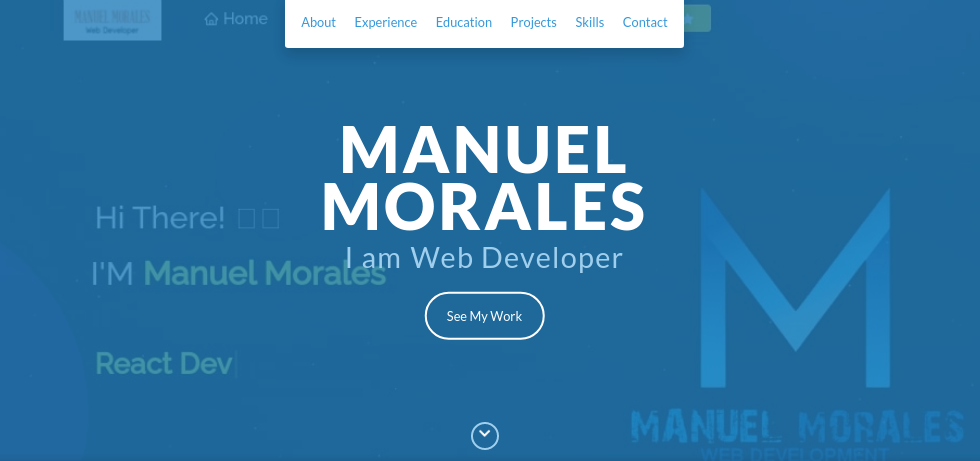 MANUEL MORALES
Web Developer
Home
About Experience Education Projects Skills Contact
MANUEL
MORALES
I am Web Developer
See My Work
Hi There!
I'M Manuel Morales
React Dev
MANUEL MORALES
WEB DEVELOPMENT